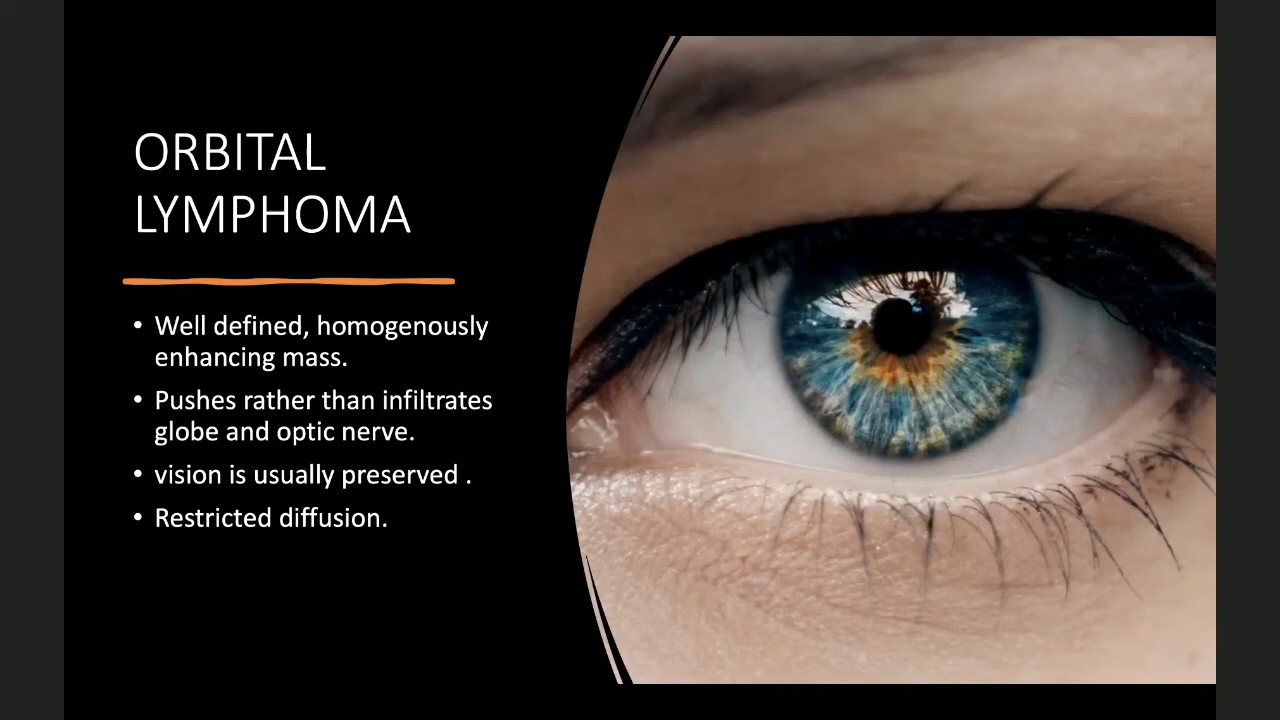 ORBITAL
LYMPHOMA
• Well defined, homogenously
enhancing mass.
• Pushes rather than infiltrates
globe and optic nerve.
• vision is usually preserved .
• Restricted diffusion.